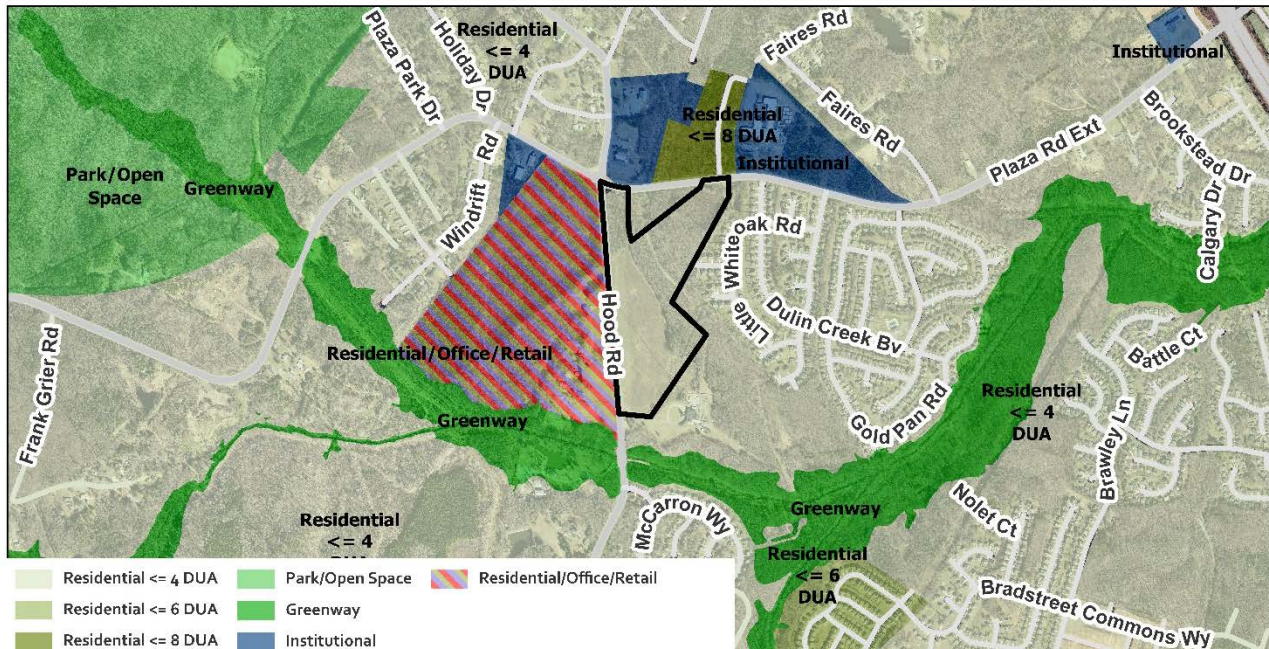 Residential
<= 4
DUA
Plaza Park Dr
Holiday Dr
Faires Rd
Institutional
Faires Rd
Plaza Rd Ext
Brookstead Dr
Residential
<= 8 DUA
Institutional
Calgary Dr
Park/Open
Space
Greenway
Windrift Rd
Little Whiteoak Rd
Hood Rd
Dulin Creek Bv
Battle Ct
Residential/Office/Retail
Frank Grier Rd
Greenway
Gold Pan Rd
Residential
<= 4
DUA
Brawley Ln
Nolet Ct
Greenway
McCarron Wy
Residential
<= 4
DUA
Residential
<= 6
DUA
Bradstreet Commons Wy
Residential <= 4 DUA
Park/Open Space
Residential/Office/Retail
Residential <= 6 DUA
Greenway
Residential <= 8 DUA
Institutional